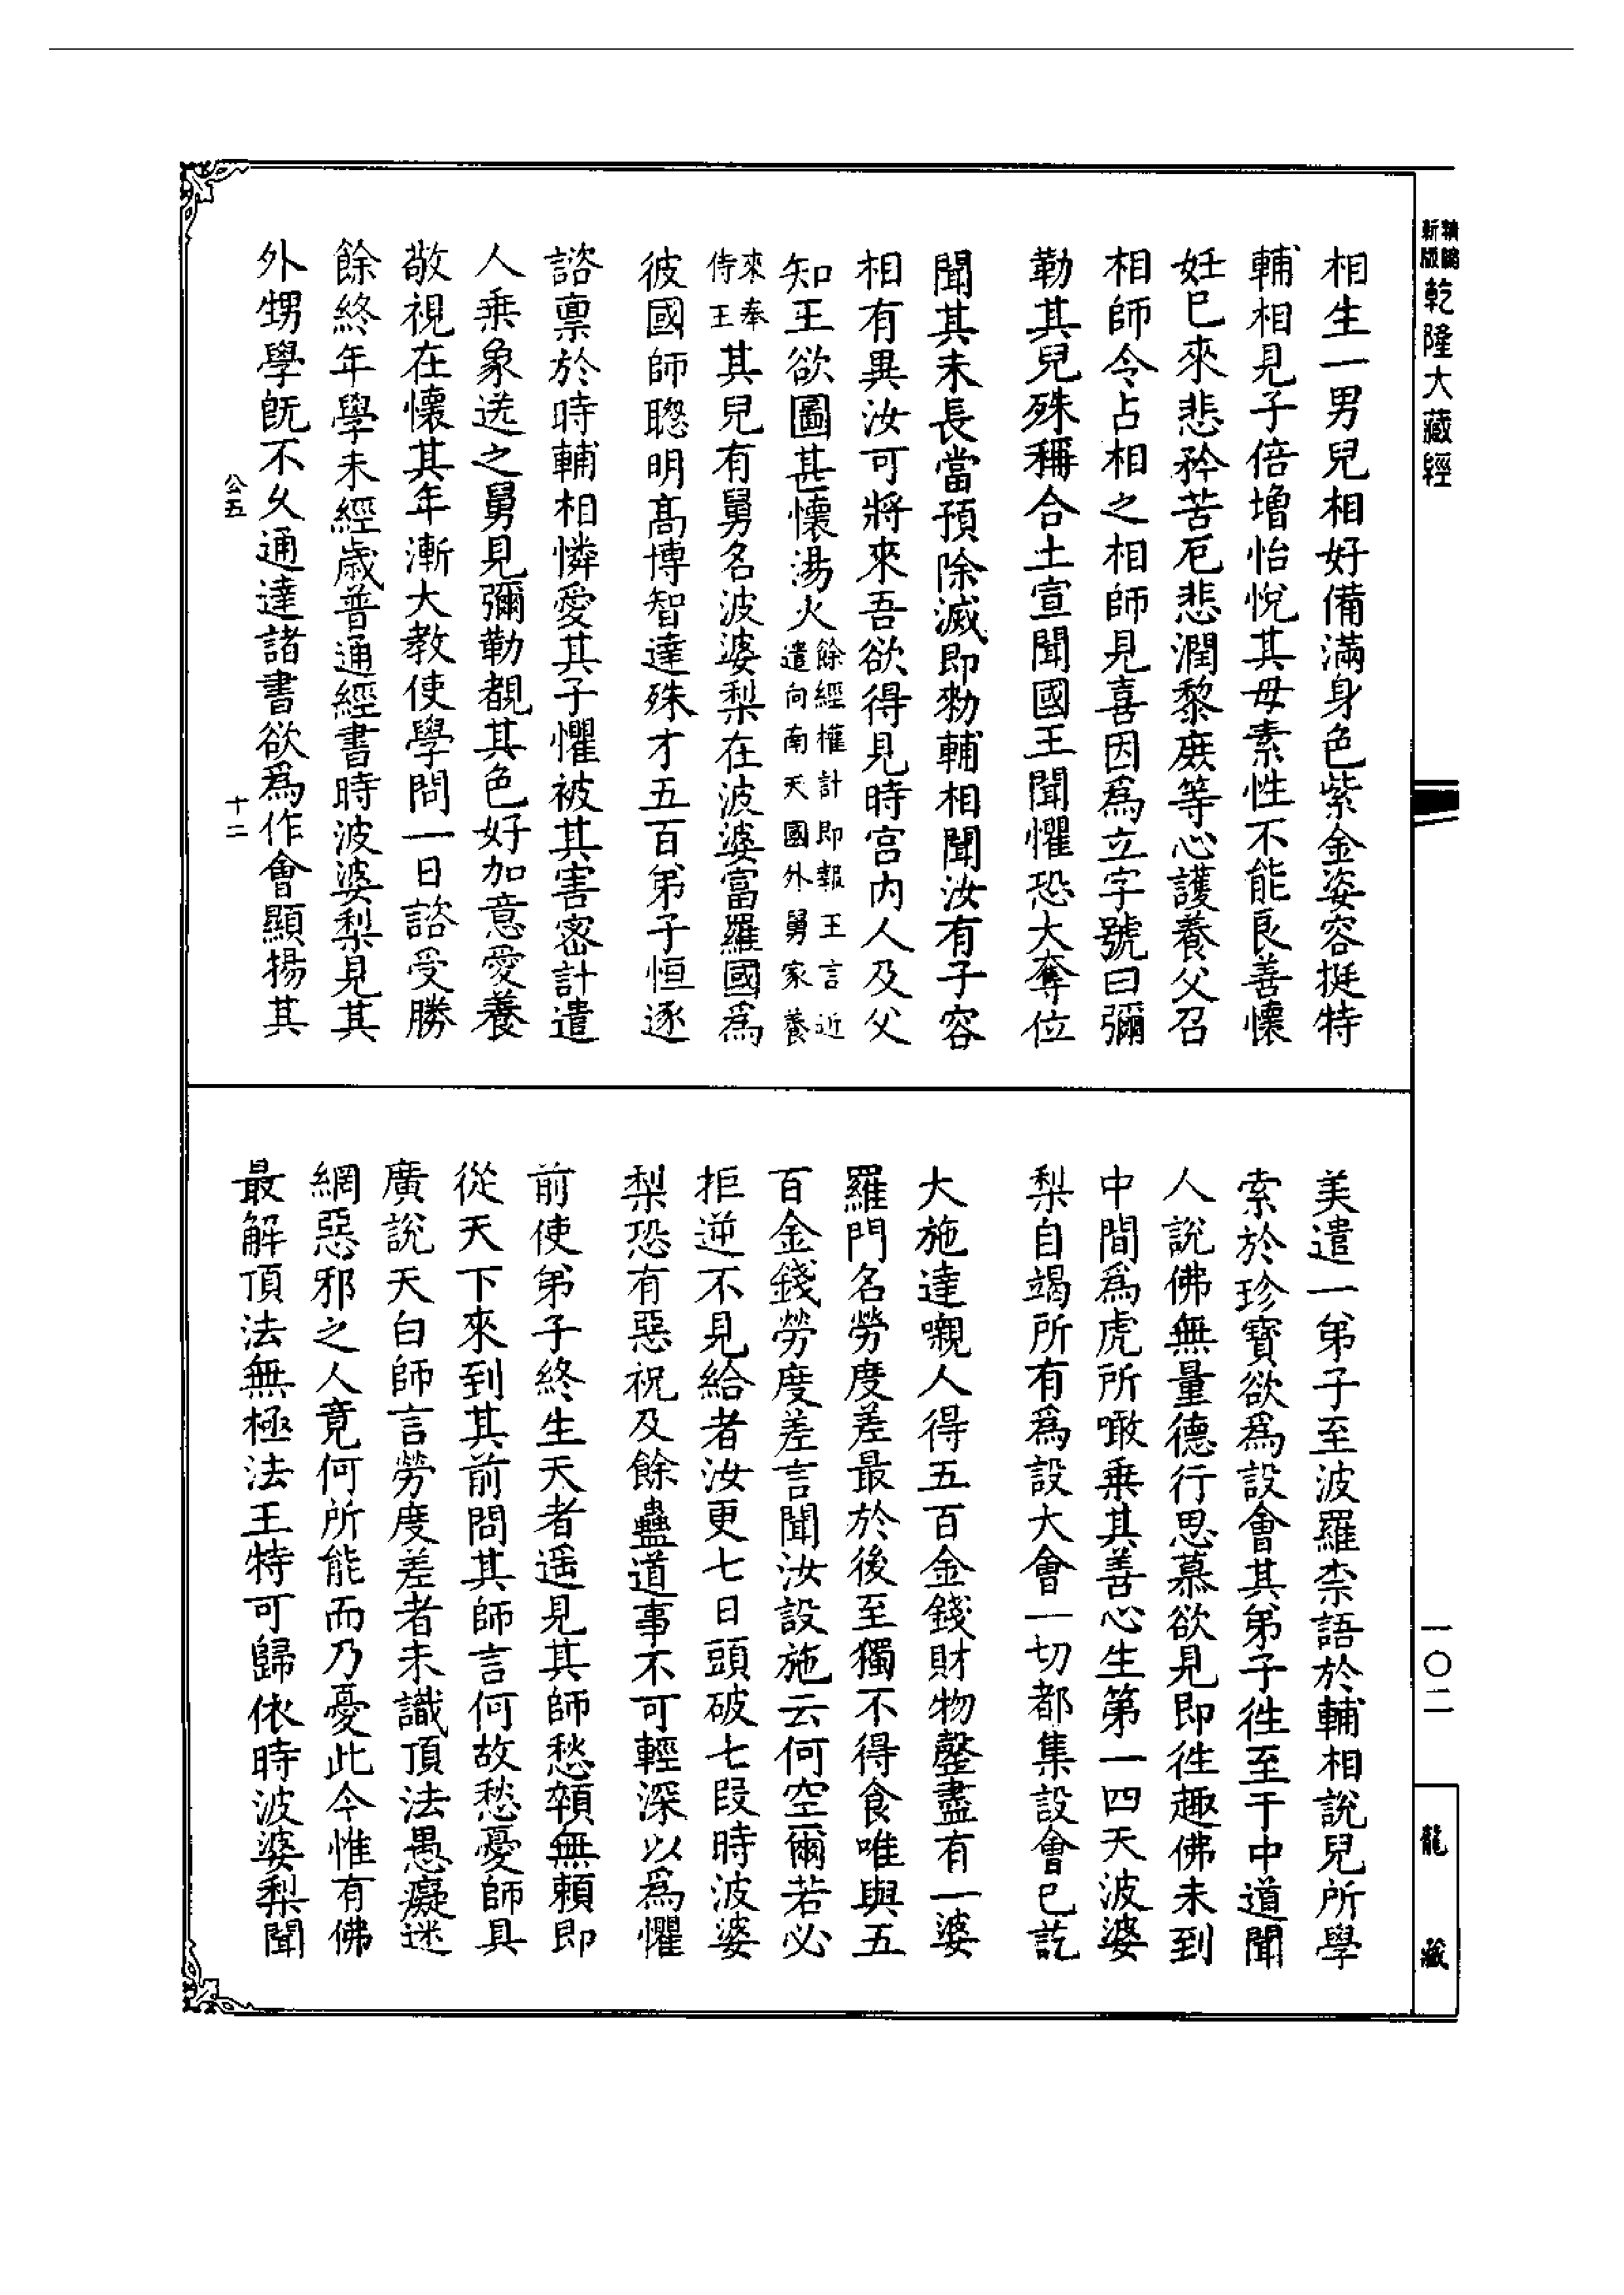 新編
新版
乾隆大藏經
相生一男兒相好備滿身色紫金姿容挺特
輔相見子倍增怡悅其母素性不能良善懷
妊已來悲矜苦厄悲潤黎庶等心護養父召
相師令占相之相師見喜因爲立字號曰彌
勒其兒殊稱合土宣聞國王聞懼恐大奪位
聞其未長當預除滅即勑輔相聞汝有子容
相有異汝可將來吾欲得見時宮内人及父
知王欲圖甚懷湯火餘經權計即報王言近遣向南天國外舅家養
來奉侍王其兒有舅名波婆梨在波婆富羅國爲
彼國師聰明高博智達殊才五百弟子恒逐
諮稟於時輔相憐愛其子懼被其害密計遣
人乗象送之舅見彌勒覩其色好加意愛養
敬視在懷其年漸大教使學問一日諮受勝
餘終年學未經歲普通經書時波婆梨見其
外甥學旣不久通達諸書欲爲作會顯揚其
公五
十二
美遣一弟子至波羅柰語於輔相說兒所學
索於珍寶欲爲設會其弟子徃至于中道聞
人說佛無量德行思慕欲見即徃趣佛未到
中間爲虎所噉乗其善心生第一四天波婆
梨自竭所有爲設大會一切都集設會已訖
大施達嚫人得五百金錢財物罄盡有一婆
羅門名勞度差最於後至獨不得食唯與五
百金錢勞度差言聞汝設施云何空爾若必
拒逆不見給者汝更七日頭破七段時波婆
梨恐有惡祝及餘蠱道事不可輕深以爲懼
前使弟子終生天者遥見其師愁顇無賴即
從天下來到其前問其師言何故愁憂師具
廣說天白師言勞度差者未識頂法愚癡迷
網惡邪之人竟何所能而乃憂此今惟有佛
最解頂法無極法王特可歸依時波婆梨聞
一〇二
龍藏